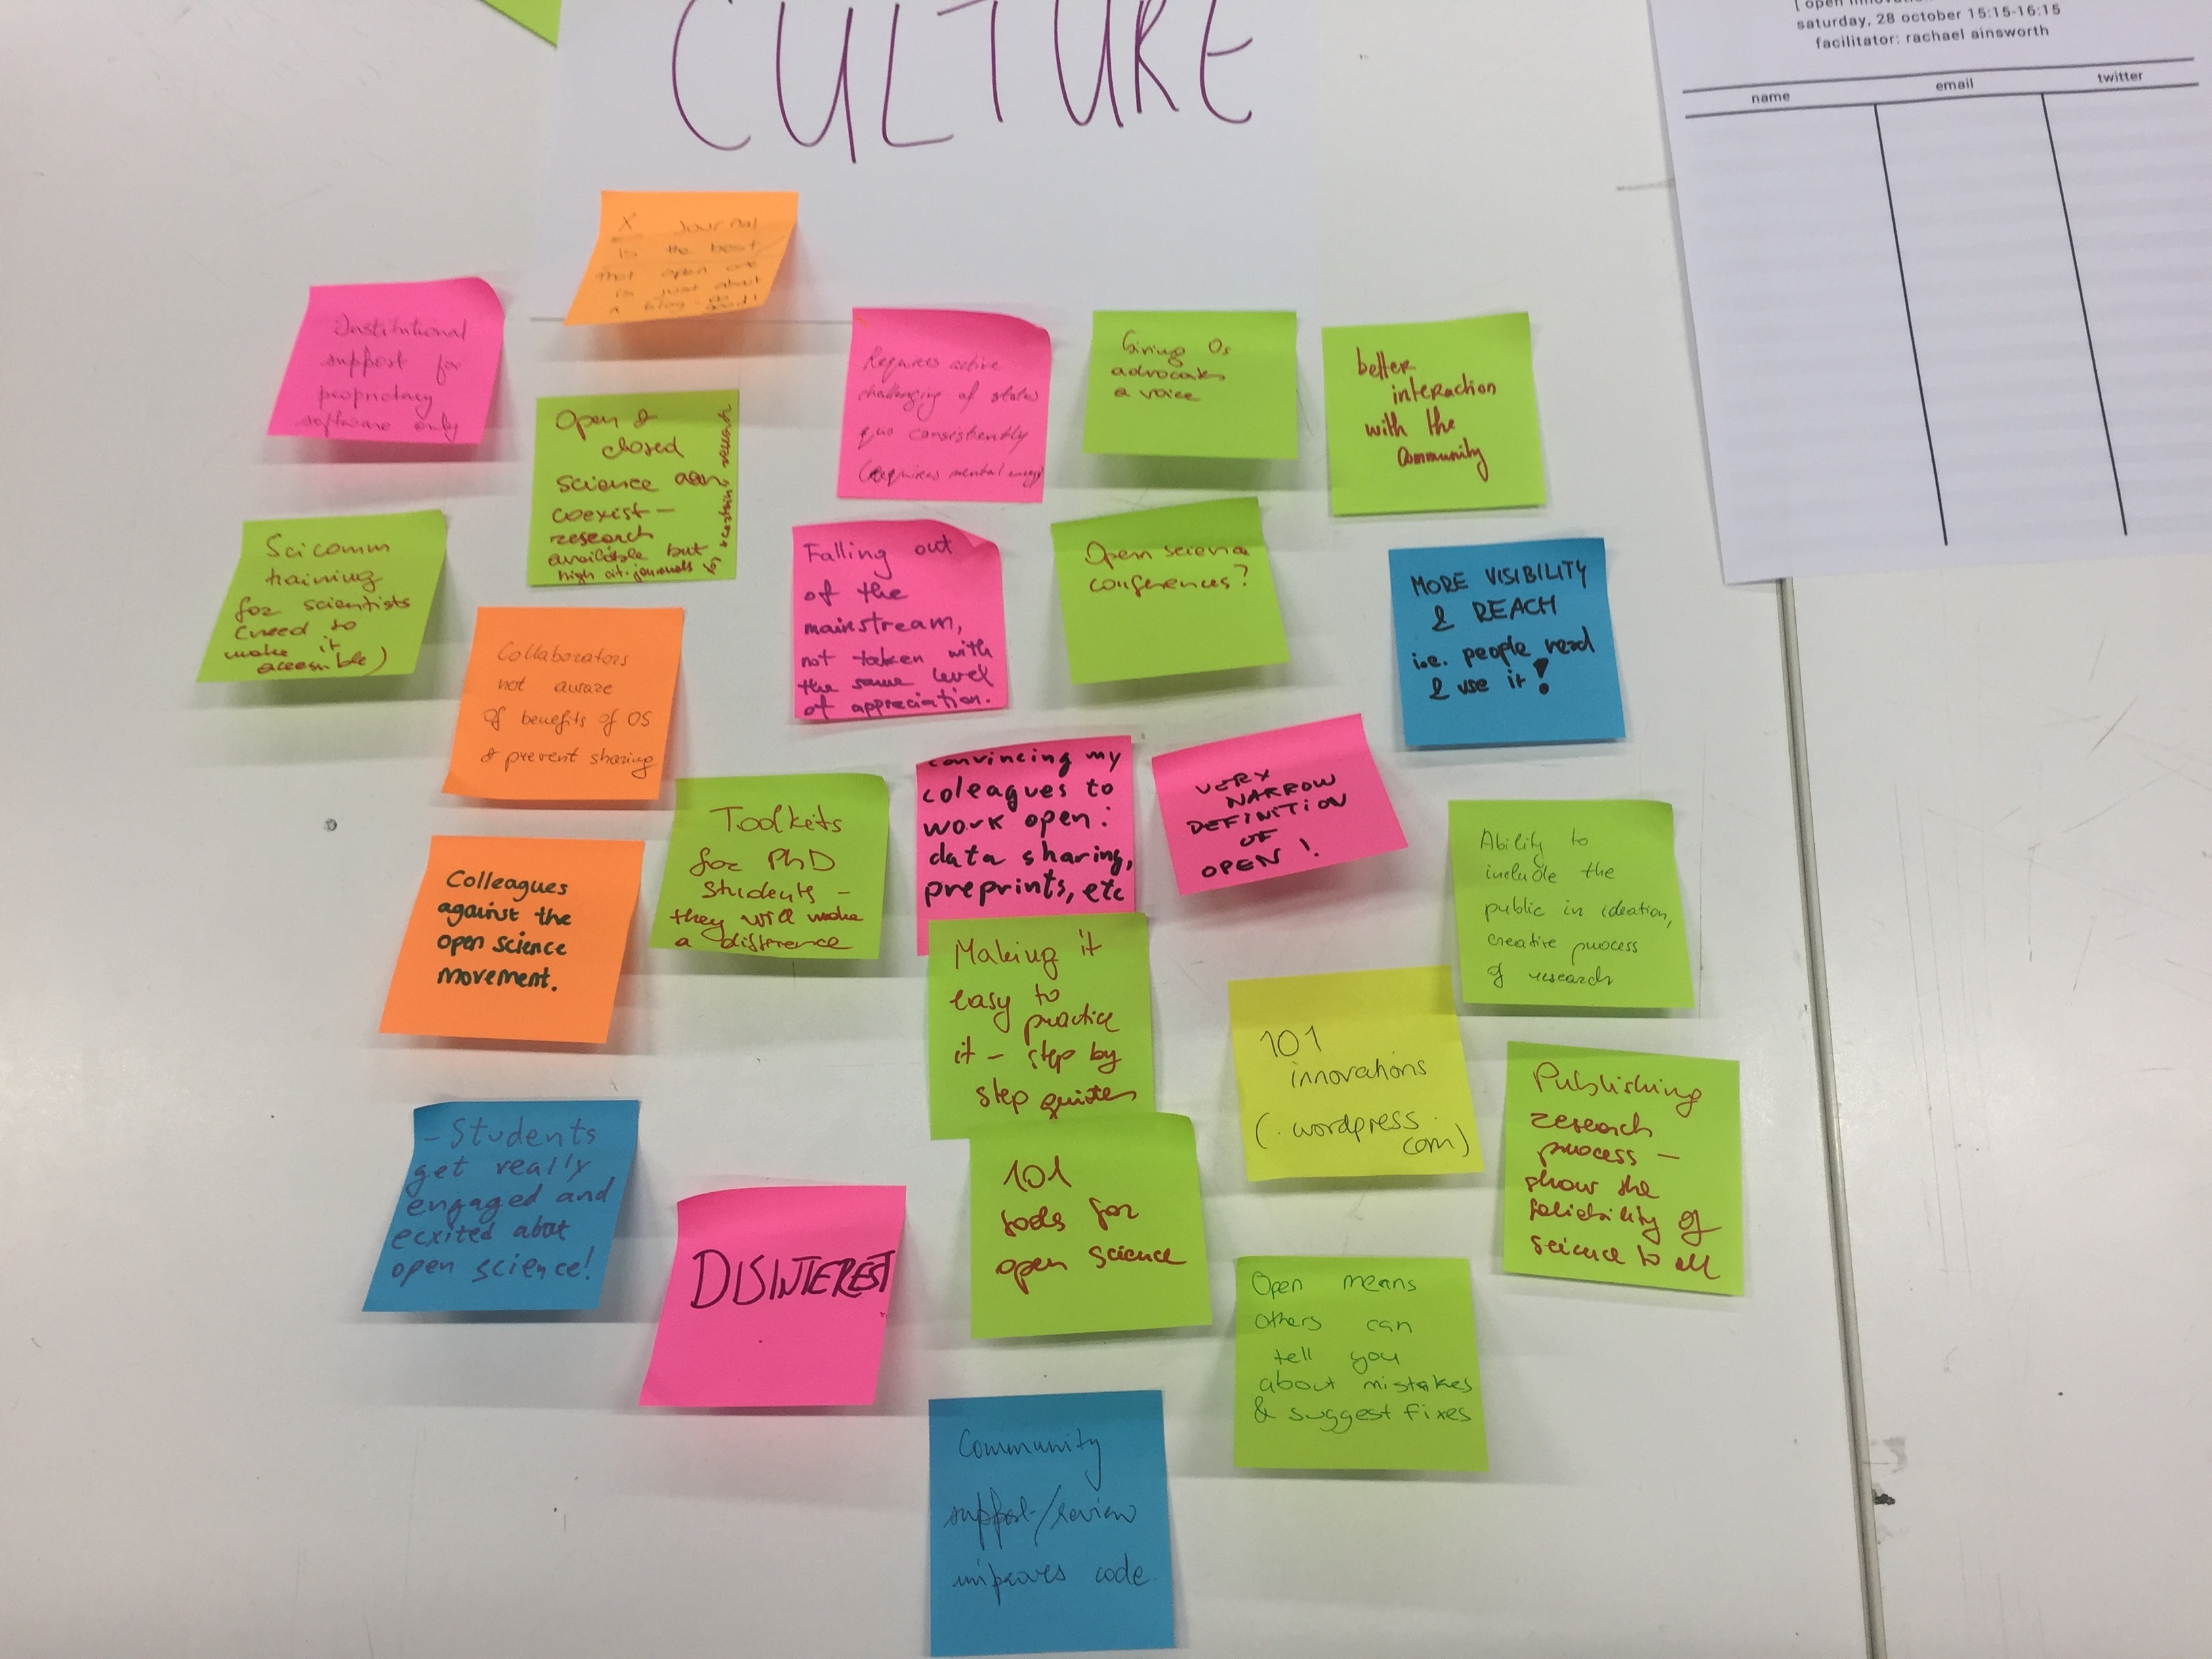 CULTURE
[ open innovation
saturday, 28 october 15:15-16:15
facilitator: rachael ainsworth
name
email
twitter
X Journal
is the best/
that open one
is just about
a blog - no good!
Institutional
support for
proprietary
software only
Open &
closed
science can
coexist —
research
available but
high cit. journals
for
Requires active
challenging of status
quo consistently
(requires mental energy)
Giving Os
advocates
a voice
better
interaction
with the
community
Sci comm
training
for scientists
(need to
make it
accessible)
Collaborators
not aware
of benefits of OS
& prevent sharing
Falling out
of the
mainstream,
not taken with
the same level
of appreciation.
Open science
conferences?
MORE VISIBILITY
& REACH
i.e. people read
& use it!
Colleagues
against the
open science
movement.
Toolkits
for PhD
students —
they will make
a difference
convincing my
coleagues to
work open:
data sharing,
preprints, etc
VERY
NARROW
DEFINITION
OF
OPEN!
Ability to
include the
public in ideation,
creative process
of research
Making it
easy to
practice
it — step by
step guides
101
innovations
(.wordpress.
com)
Publishing
research
process —
show the
reliability of
science to all
- Students
get really
engaged and
ecxited about
open science!
DISINTEREST
101
tools for
open science
Open means
others can
tell you
about mistakes
& suggest fixes
Community
support/review
improves code